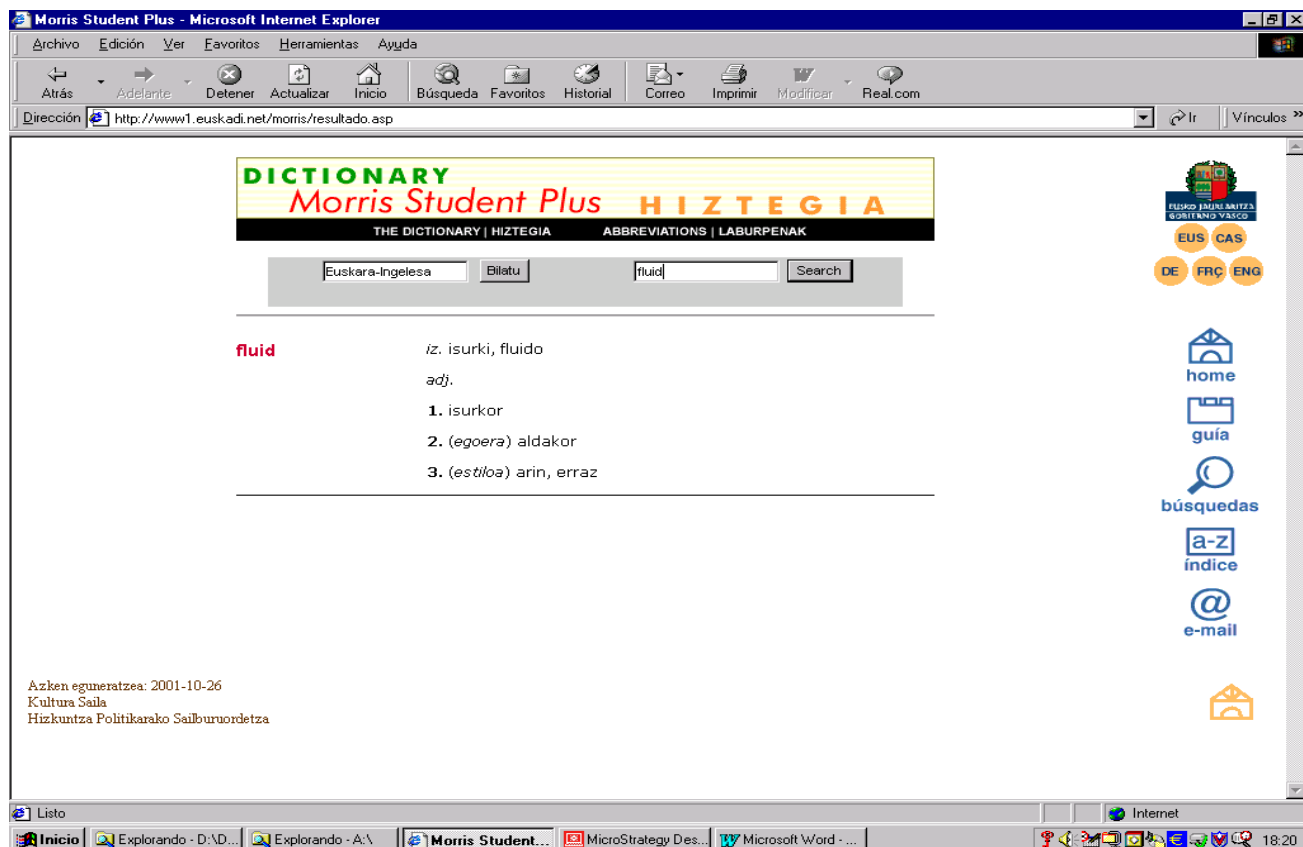 Morris Student Plus - Microsoft Internet Explorer
Archivo Edición Ver Favoritos Herramientas Ayuda
Atrás Adelante Detener Actualizar Inicio Búsqueda Favoritos Historial Correo Imprimir Modificar Real.com
Dirección http://www1.euskadi.net/morris/resultado.asp Ir Vínculos »
DICTIONARY
Morris Student Plus HIZTEGIA
THE DICTIONARY | HIZTEGIA ABBREVIATIONS | LABURPENAK
EUSKO JAURLARITZA
GOBIERNO VASCO
EUS CAS
Euskara-Ingelesa Bilatu fluid Search
DE FRÇ ENG
fluid iz. isurki, fluido
adj.
1. isurkor
2. (egoera) aldakor
3. (estiloa) arin, erraz
home
guía
búsquedas
a-z
índice
@
e-mail
Azken eguneratzea: 2001-10-26
Kultura Saila
Hizkuntza Politikarako Sailburuordetza
Listo Internet
Inicio Explorando - D:\D... Explorando - A:\ Morris Student... MicroStrategy Des... Microsoft Word - ... 18:20